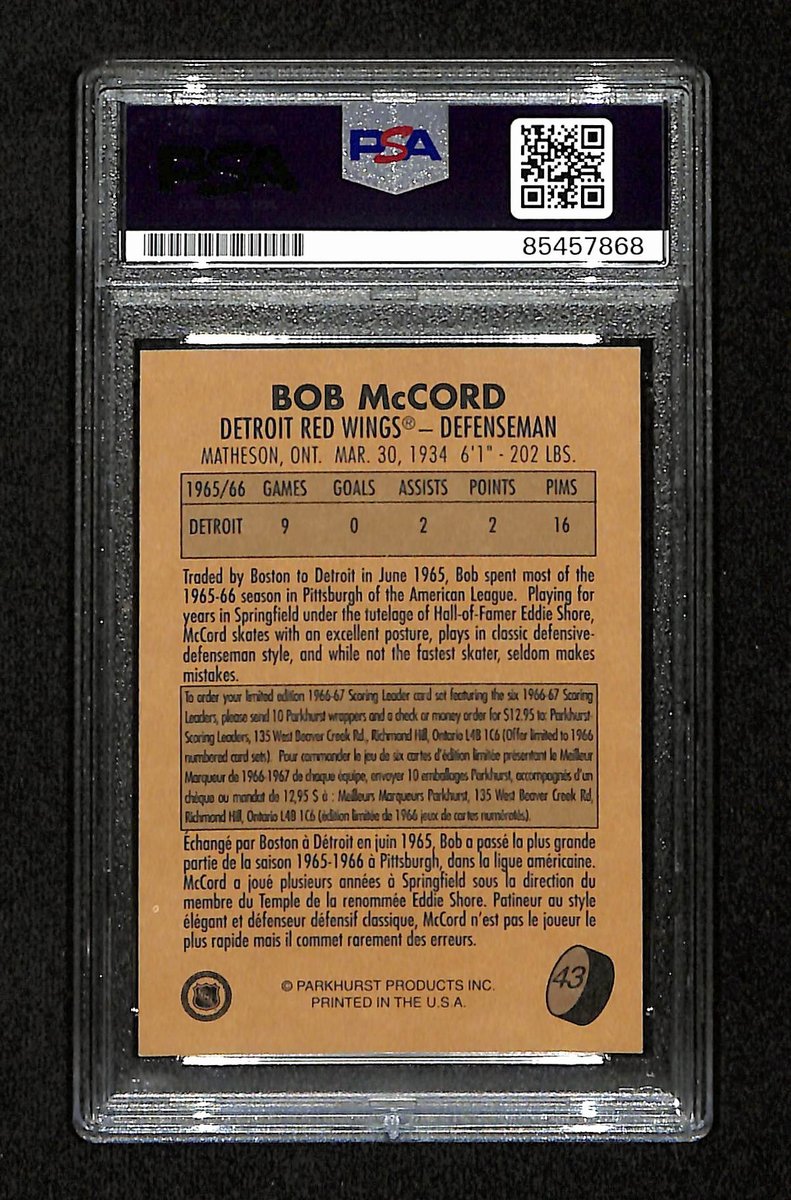 PSA
85457868
BOB McCORD
DETROIT RED WINGS® – DEFENSEMAN
MATHESON, ONT. MAR. 30, 1934 6'1" - 202 LBS.
1965/66 GAMES GOALS ASSISTS POINTS PIMS
DETROIT 9 0 2 2 16
Traded by Boston to Detroit in June 1965, Bob spent most of the
1965-66 season in Pittsburgh of the American League. Playing for
years in Springfield under the tutelage of Hall-of-Famer Eddie Shore,
McCord skates with an excellent posture, plays in classic defensive-
defenseman style, and while not the fastest skater, seldom makes
mistakes.
To order your limited edition 1966-67 Scoring Leader card set featuring the six 1966-67 Scoring
Leaders, please send 10 Parkhurst wrappers and a check or money order for $12.95 to: Parkhurst-
Scoring Leaders, 135 West Beaver Creek Rd., Richmond Hill, Ontario L4B 1C6 (Offer limited to 1966
numbered card sets). Pour commander le jeu de six cartes d'édition limitée présentant le Meilleur
Marqueur de 1966-1967 de chaque équipe, envoyer 10 emballages Parkhurst, accompagnés d'un
chèque ou mandat de 12,95 $ à : Meilleurs Marqueurs Parkhurst, 135 West Beaver Creek Rd,
Richmond Hill, Ontario L4B 1C6 (édition limitée de 1966 jeux de cartes numérotés).
Échangé par Boston à Détroit en juin 1965, Bob a passé la plus grande
partie de la saison 1965-1966 à Pittsburgh, dans la ligue américaine.
McCord a joué plusieurs années à Springfield sous la direction du
membre du Temple de la renommée Eddie Shore. Patineur au style
élégant et défenseur défensif classique, McCord n'est pas le joueur le
plus rapide mais il commet rarement des erreurs.
43
© PARKHURST PRODUCTS INC.
PRINTED IN THE U.S.A.